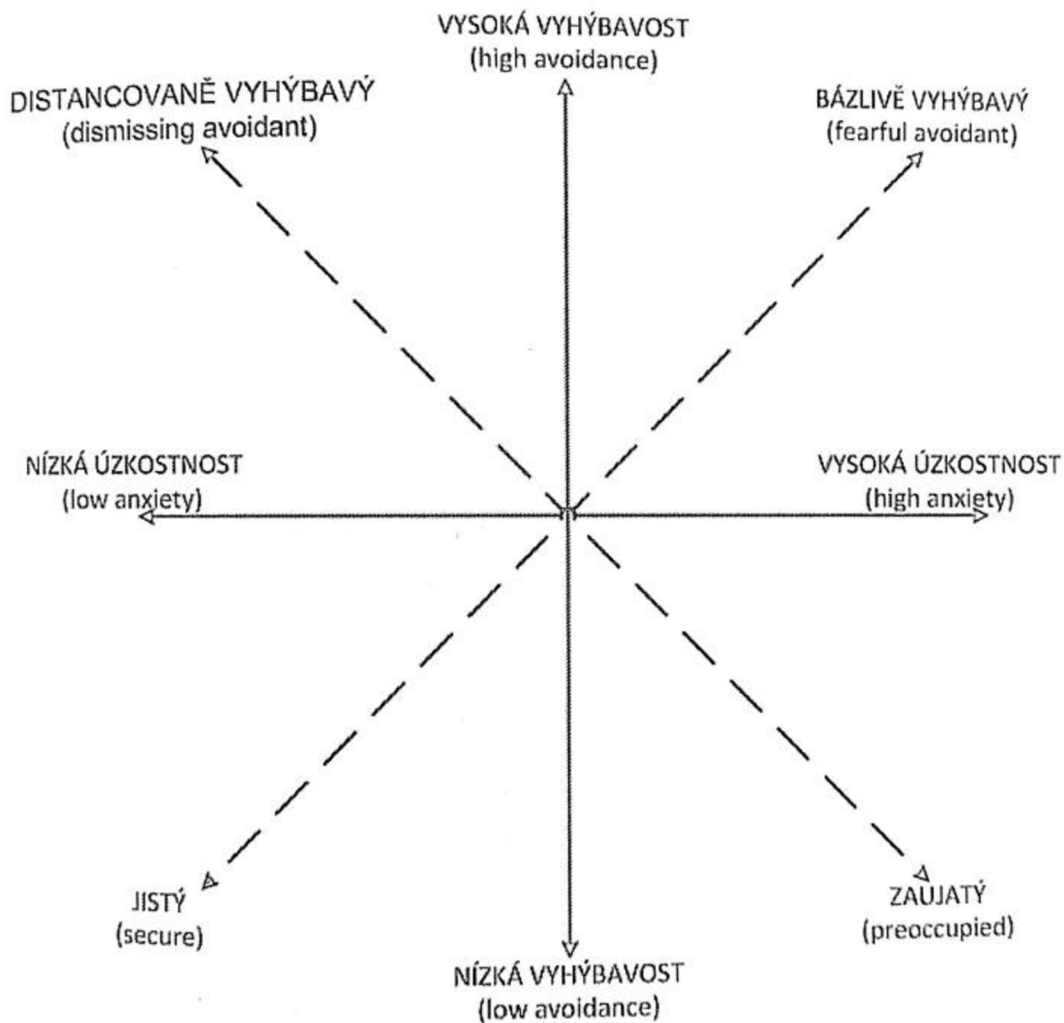 VYSOKÁ VYHÝBAVOST
(high avoidance)
DISTANCOVANĚ VYHÝBAVÝ
(dismissing avoidant)
BÁZLIVĚ VYHÝBAVÝ
(fearful avoidant)
NÍZKÁ ÚZKOSTNOST
(low anxiety)
VYSOKÁ ÚZKOSTNOST
(high anxiety)
JISTÝ
(secure)
ZAUJATÝ
(preoccupied)
NÍZKÁ VYHÝBAVOST
(low avoidance)